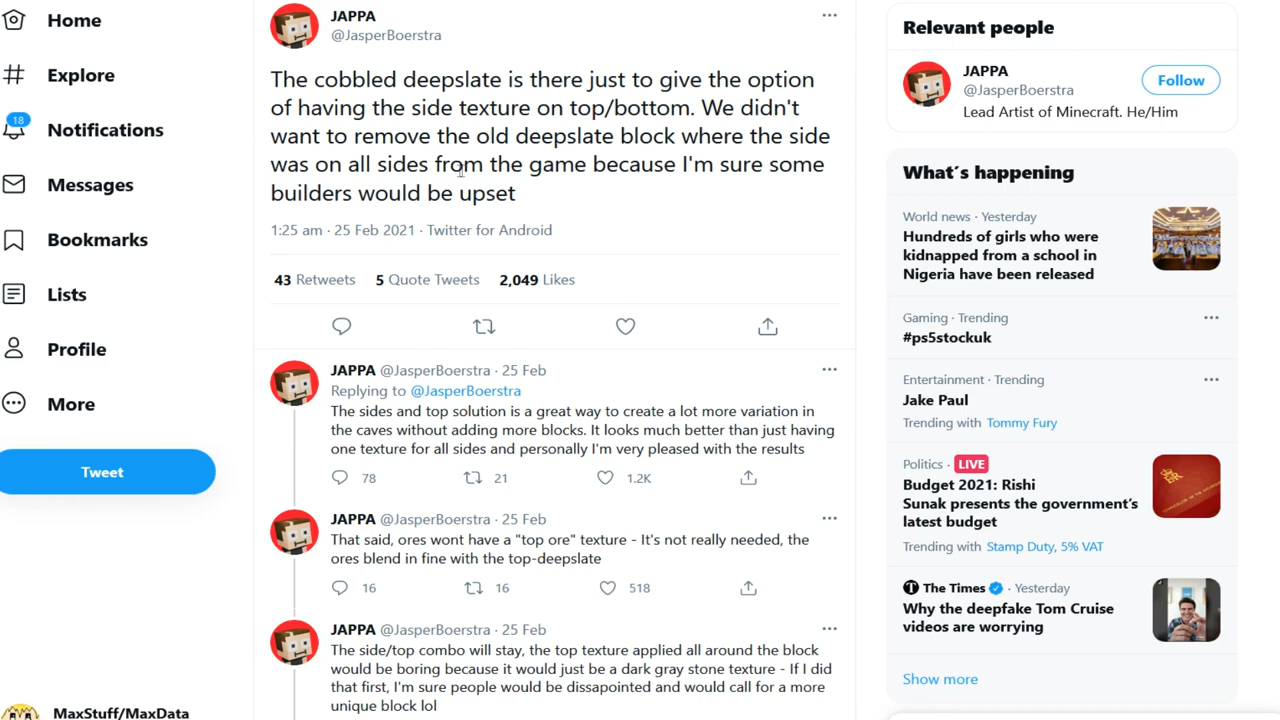 Home
Explore
18
Notifications
Messages
Bookmarks
Lists
Profile
More
Tweet
MaxStuff/MaxData
JAPPA
@JasperBoerstra
The cobbled deepslate is there just to give the option
of having the side texture on top/bottom. We didn't
want to remove the old deepslate block where the side
was on all sides from the game because I'm sure some
builders would be upset
1:25 am · 25 Feb 2021 · Twitter for Android
43 Retweets 5 Quote Tweets 2,049 Likes
JAPPA @JasperBoerstra · 25 Feb
Replying to @JasperBoerstra
The sides and top solution is a great way to create a lot more variation in
the caves without adding more blocks. It looks much better than just having
one texture for all sides and personally I'm very pleased with the results
78 21 1.2K
JAPPA @JasperBoerstra · 25 Feb
That said, ores wont have a "top ore" texture - It's not really needed, the
ores blend in fine with the top-deepslate
16 16 518
JAPPA @JasperBoerstra · 25 Feb
The side/top combo will stay, the top texture applied all around the block
would be boring because it would just be a dark gray stone texture - If I did
that first, I'm sure people would be dissapointed and would call for a more
unique block lol
Relevant people
JAPPA
@JasperBoerstra
Follow
Lead Artist of Minecraft. He/Him
What's happening
World news · Yesterday
Hundreds of girls who were
kidnapped from a school in
Nigeria have been released
Gaming · Trending
#ps5stockuk
Entertainment · Trending
Jake Paul
Trending with Tommy Fury
Politics · LIVE
Budget 2021: Rishi
Sunak presents the government's
latest budget
Trending with Stamp Duty, 5% VAT
The Times · Yesterday
Why the deepfake Tom Cruise
videos are worrying
Show more